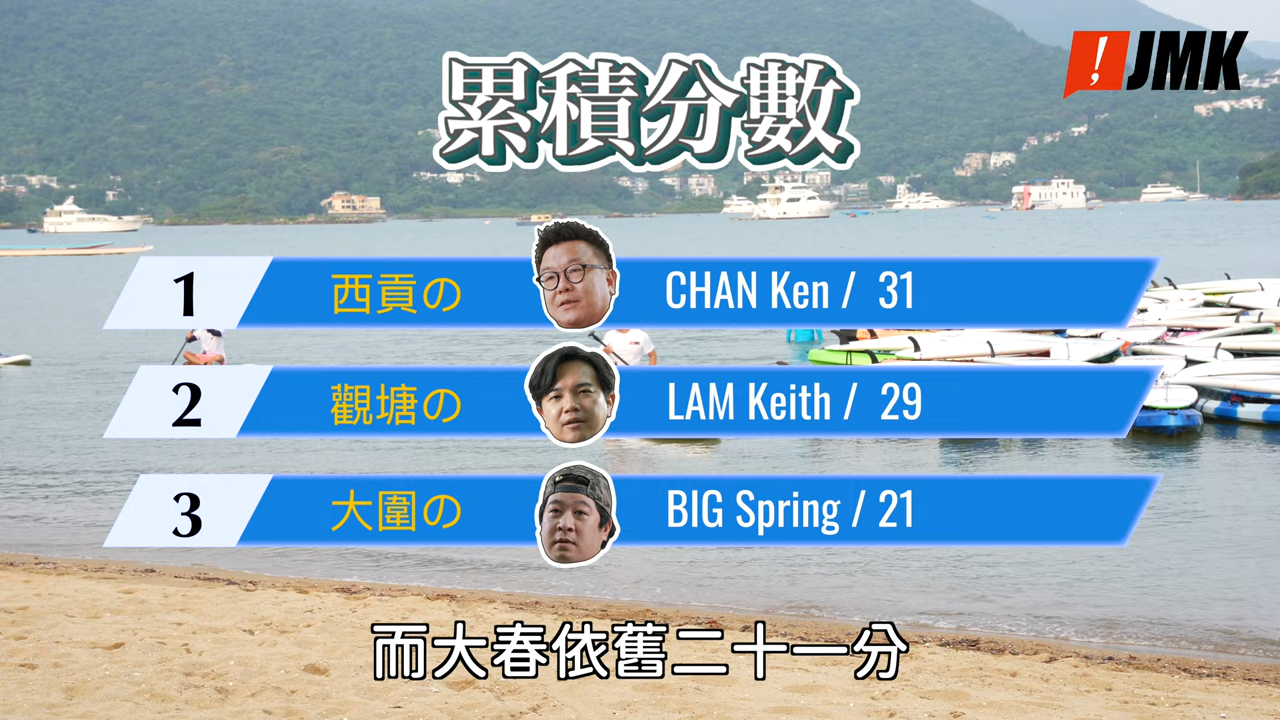 !JMK
累積分數
1 西貢の CHAN Ken / 31
2 觀塘の LAM Keith / 29
3 大圍の BIG Spring / 21
而大春依舊二十一分